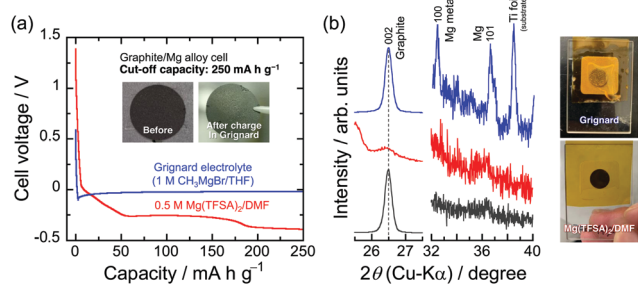 (a)
1.5
1.0
0.5
0
-0.5
Cell voltage / V
Graphite/Mg alloy cell
Cut-off capacity: 250 mA h g⁻¹
Before
After charge
in Grignard
Grignard electrolyte
(1 M CH₃MgBr/THF)
0.5 M Mg(TFSA)₂/DMF
0 50 100 150 200 250
Capacity / mA h g⁻¹
(b)
Intensity / arb. units
002
Graphite
100
Mg
Mg
101
(substrate
26 27 32 34 36 38 40
2θ (Cu-Kα) / degree
Grignard
Mg(TFSA)₂/DMF